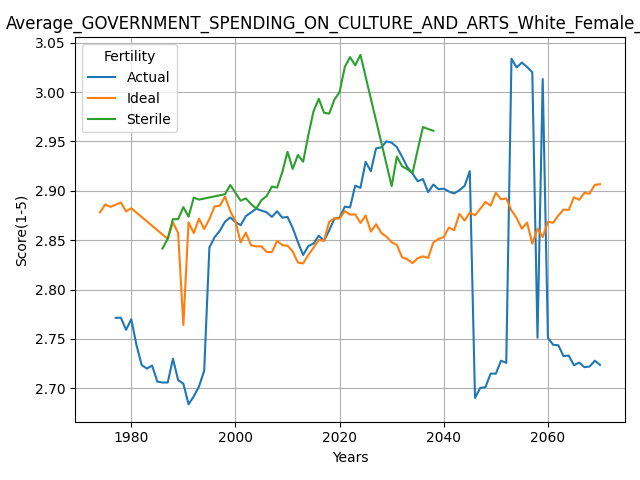 Average_GOVERNMENT_SPENDING_ON_CULTURE_AND_ARTS_White_Female_
3.05
3.00
2.95
2.90
2.85
2.80
2.75
2.70
Score(1-5)
Fertility
Actual
Ideal
Sterile
1980 2000 2020 2040 2060
Years